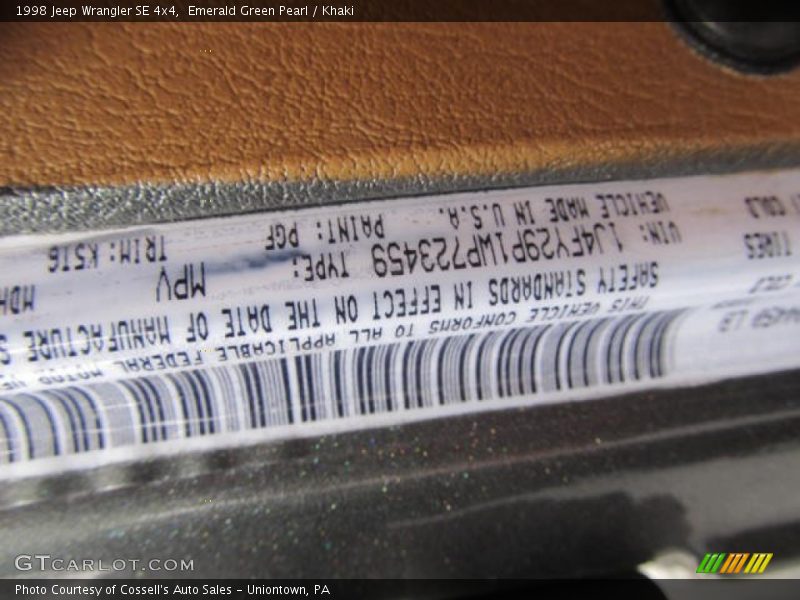 1998 Jeep Wrangler SE 4x4,  Emerald Green Pearl / Khaki
THIS VEHICLE CONFORMS TO ALL APPLICABLE FEDERAL MOTOR
SAFETY STANDARDS IN EFFECT ON THE DATE OF MANUFACTURE
TIRES
VIN: 1J4FY29P1WP723459 TYPE: MPV MDH
VEHICLE MADE IN U.S.A. PAINT: PGF TRIM: K5T6
GTcarlot.com
Photo Courtesy of Cossell's Auto Sales - Uniontown, PA